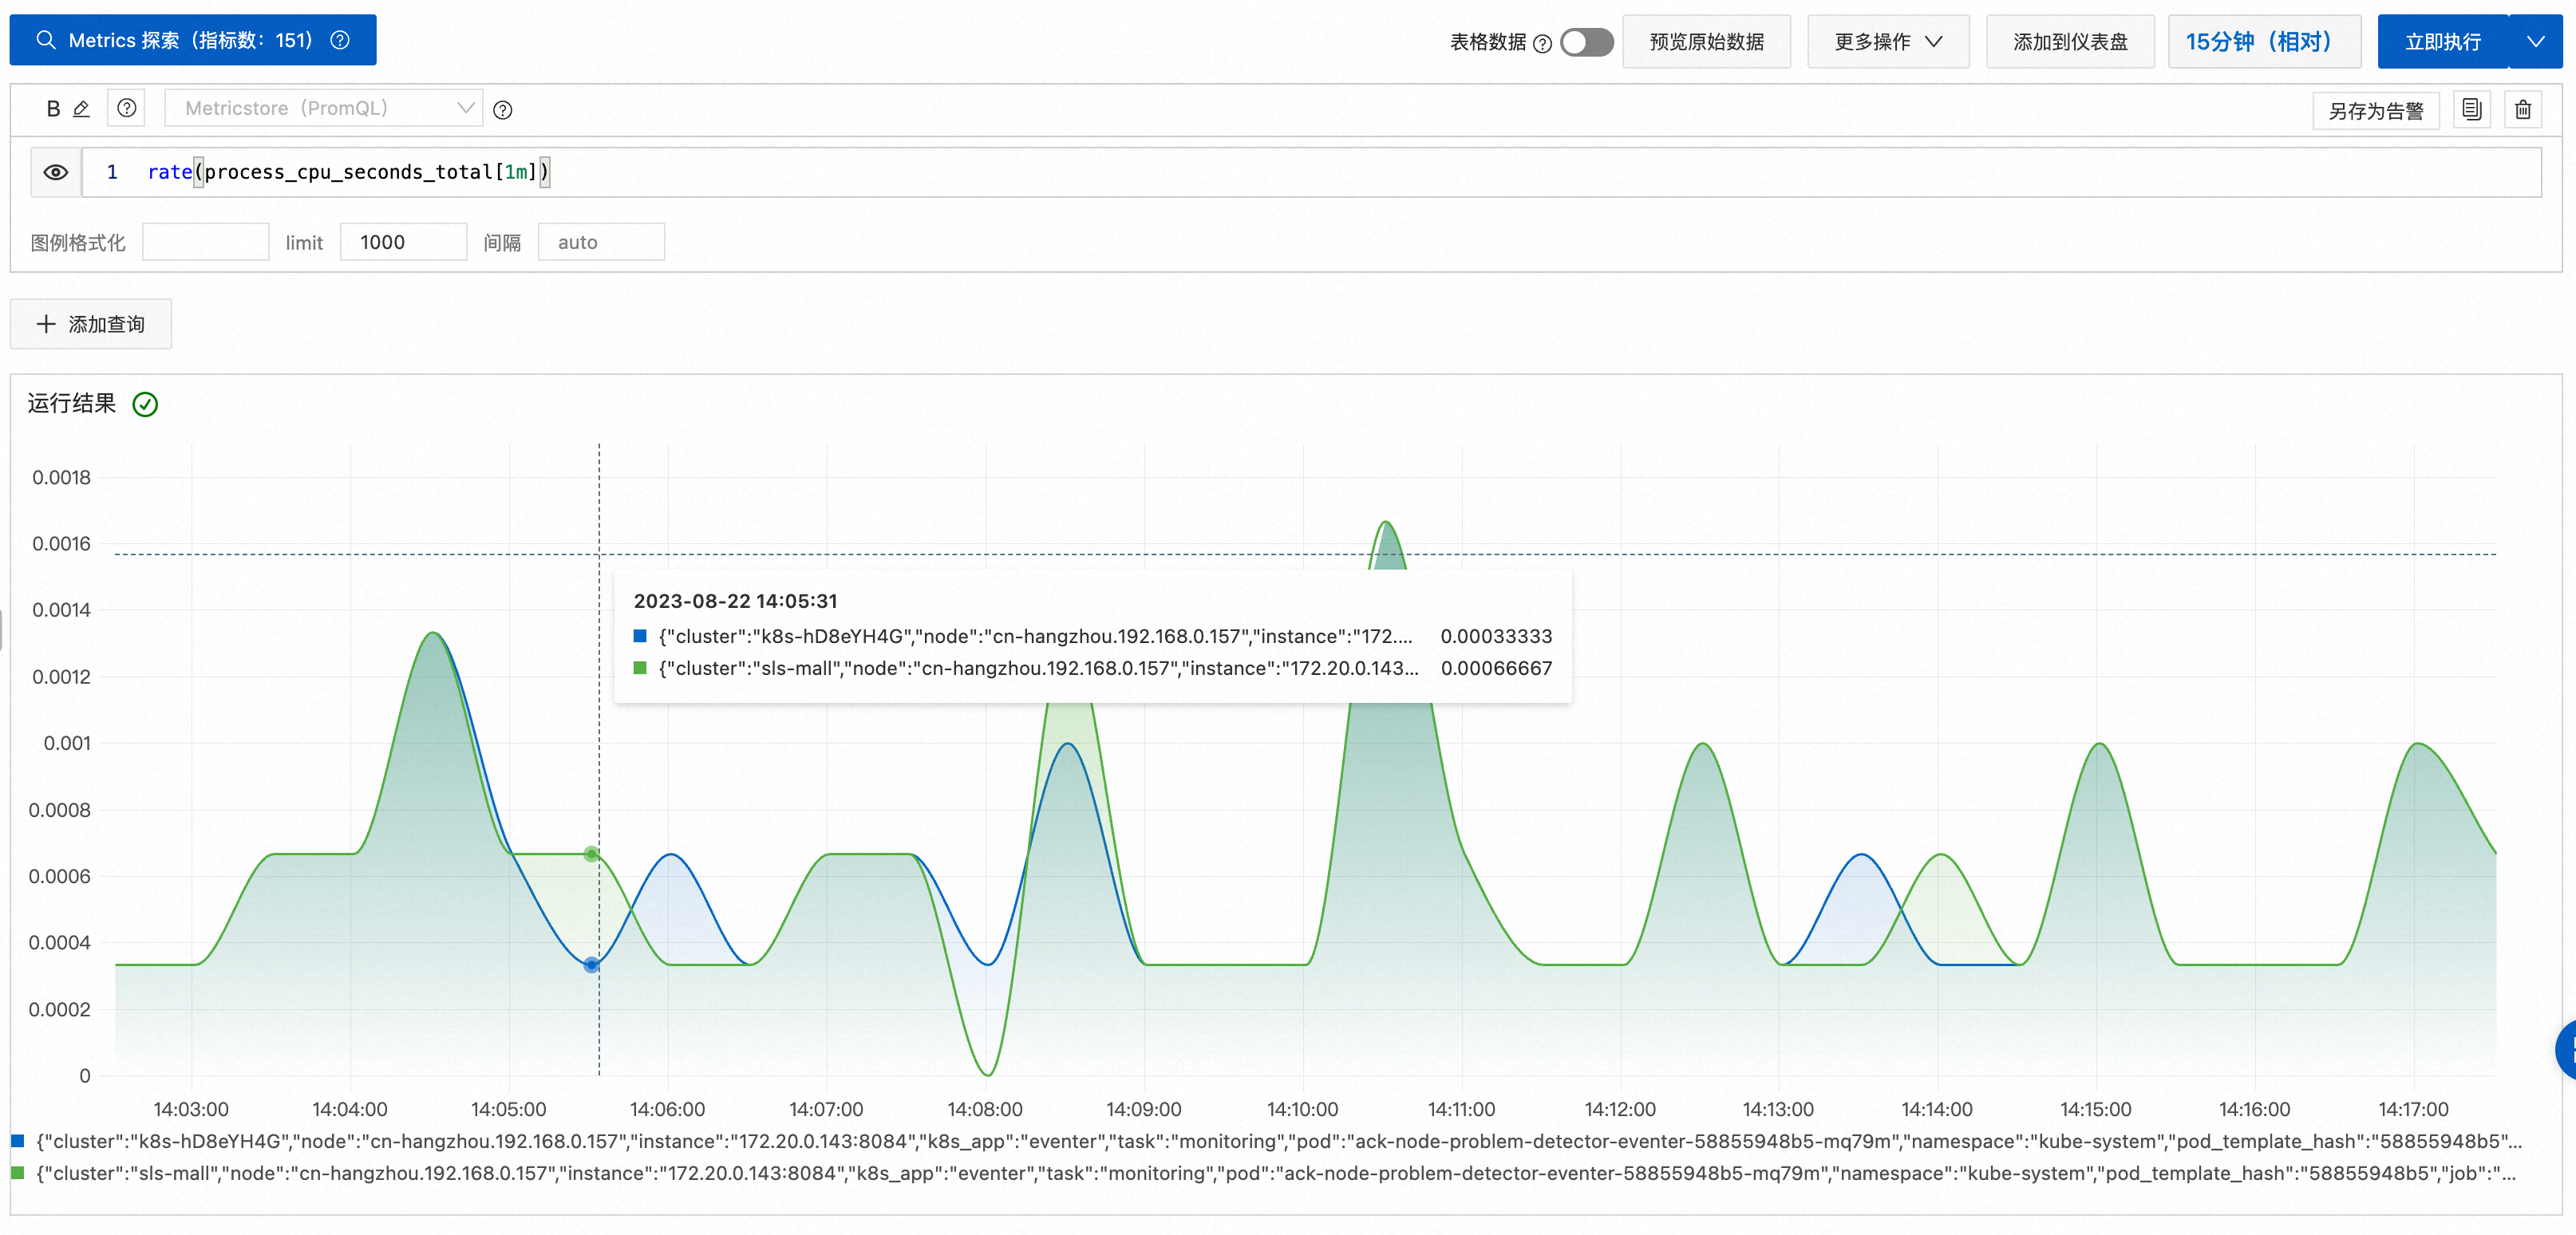 Metrics 探索（指标数：151）
表格数据
预览原始数据
更多操作
添加到仪表盘
15分钟（相对）
立即执行
B
Metricstore（PromQL）
另存为告警
1 rate(process_cpu_seconds_total[1m])
图例格式化 limit 1000 间隔 auto
添加查询
运行结果
0.0018
0.0016
0.0014
0.0012
0.001
0.0008
0.0006
0.0004
0.0002
0
2023-08-22 14:05:31
{"cluster":"k8s-hD8eYH4G","node":"cn-hangzhou.192.168.0.157","instance":"172.... 0.00033333
{"cluster":"sls-mall","node":"cn-hangzhou.192.168.0.157","instance":"172.20.0.143... 0.00066667
14:03:00 14:04:00 14:05:00 14:06:00 14:07:00 14:08:00 14:09:00 14:10:00 14:11:00 14:12:00 14:13:00 14:14:00 14:15:00 14:16:00 14:17:00
{"cluster":"k8s-hD8eYH4G","node":"cn-hangzhou.192.168.0.157","instance":"172.20.0.143:8084","k8s_app":"eventer","task":"monitoring","pod":"ack-node-problem-detector-eventer-58855948b5-mq79m","namespace":"kube-system","pod_template_hash":"58855948b5"...
{"cluster":"sls-mall","node":"cn-hangzhou.192.168.0.157","instance":"172.20.0.143:8084","k8s_app":"eventer","task":"monitoring","pod":"ack-node-problem-detector-eventer-58855948b5-mq79m","namespace":"kube-system","pod_template_hash":"58855948b5","job":"...